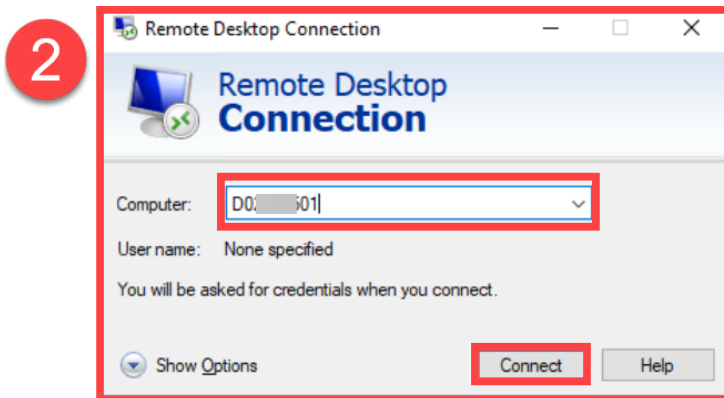 2
Remote Desktop Connection
Remote Desktop
Connection
Computer:
User name: None specified
You will be asked for credentials when you connect.
Show Options
Connect Help